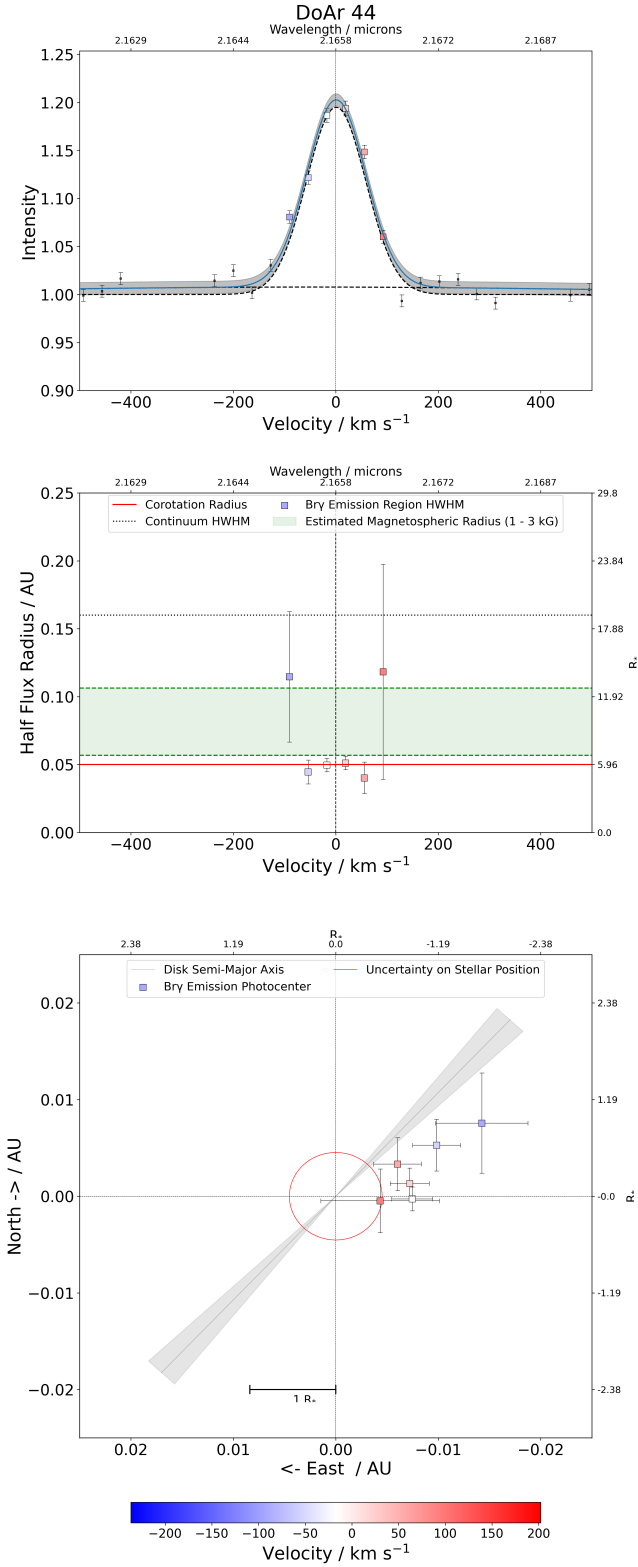 DoAr 44
Wavelength / microns
2.1629 2.1644 2.1658 2.1672 2.1687
1.25
1.20
1.15
1.10
1.05
1.00
0.95
0.90
Intensity
−400 −200 0 200 400
Velocity / km s⁻¹
Wavelength / microns
2.1629 2.1644 2.1658 2.1672 2.1687
Corotation Radius
Continuum HWHM
Brγ Emission Region HWHM
Estimated Magnetospheric Radius (1 - 3 kG)
0.25
0.20
0.15
0.10
0.05
0.00
Half Flux Radius / AU
29.8
23.84
17.88
11.92
5.96
0.0
R*
−400 −200 0 200 400
Velocity / km s⁻¹
R*
2.38 1.19 0.0 -1.19 -2.38
Disk Semi-Major Axis
Brγ Emission Photocenter
Uncertainty on Stellar Position
0.02
0.01
0.00
−0.01
−0.02
North -> / AU
2.38
1.19
-0.0
-1.19
-2.38
R*
1 R*
0.02 0.01 0.00 −0.01 −0.02
<- East / AU
−200 −150 −100 −50 0 50 100 150 200
Velocity / km s⁻¹